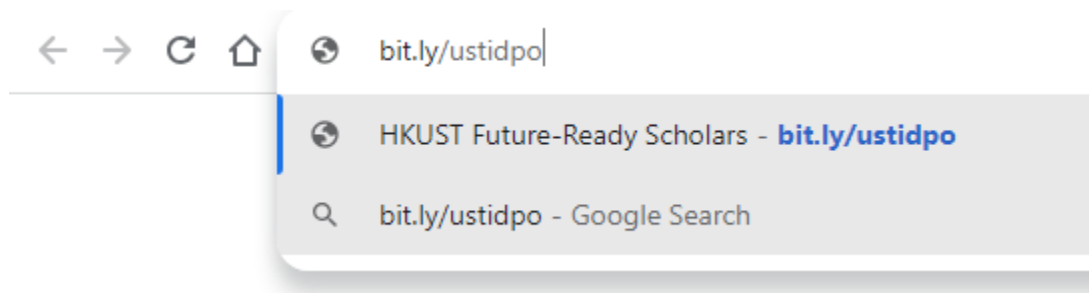 bit.ly/ustidpo
HKUST Future-Ready Scholars - bit.ly/ustidpo
bit.ly/ustidpo - Google Search